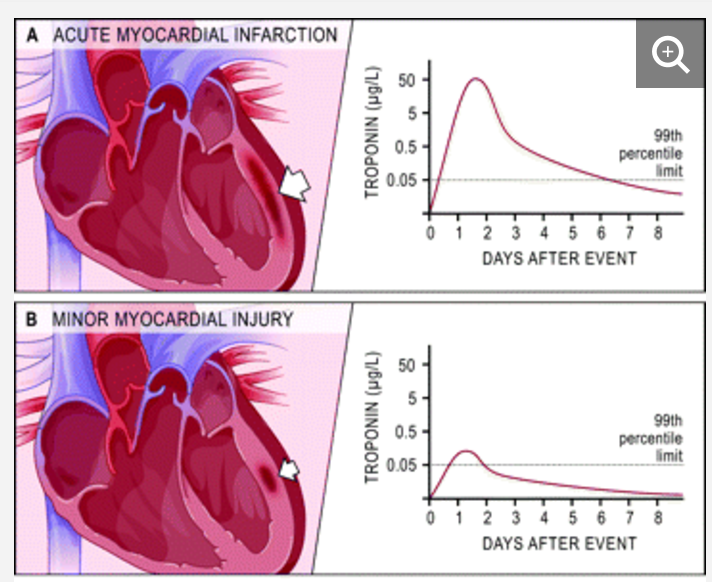 A ACUTE MYOCARDIAL INFARCTION
TROPONIN (µg/L)
50
5
0.5
0.05
99th
percentile
limit
0 1 2 3 4 5 6 7 8
DAYS AFTER EVENT
B MINOR MYOCARDIAL INJURY
TROPONIN (µg/L)
50
5
0.5
0.05
99th
percentile
limit
0 1 2 3 4 5 6 7 8
DAYS AFTER EVENT